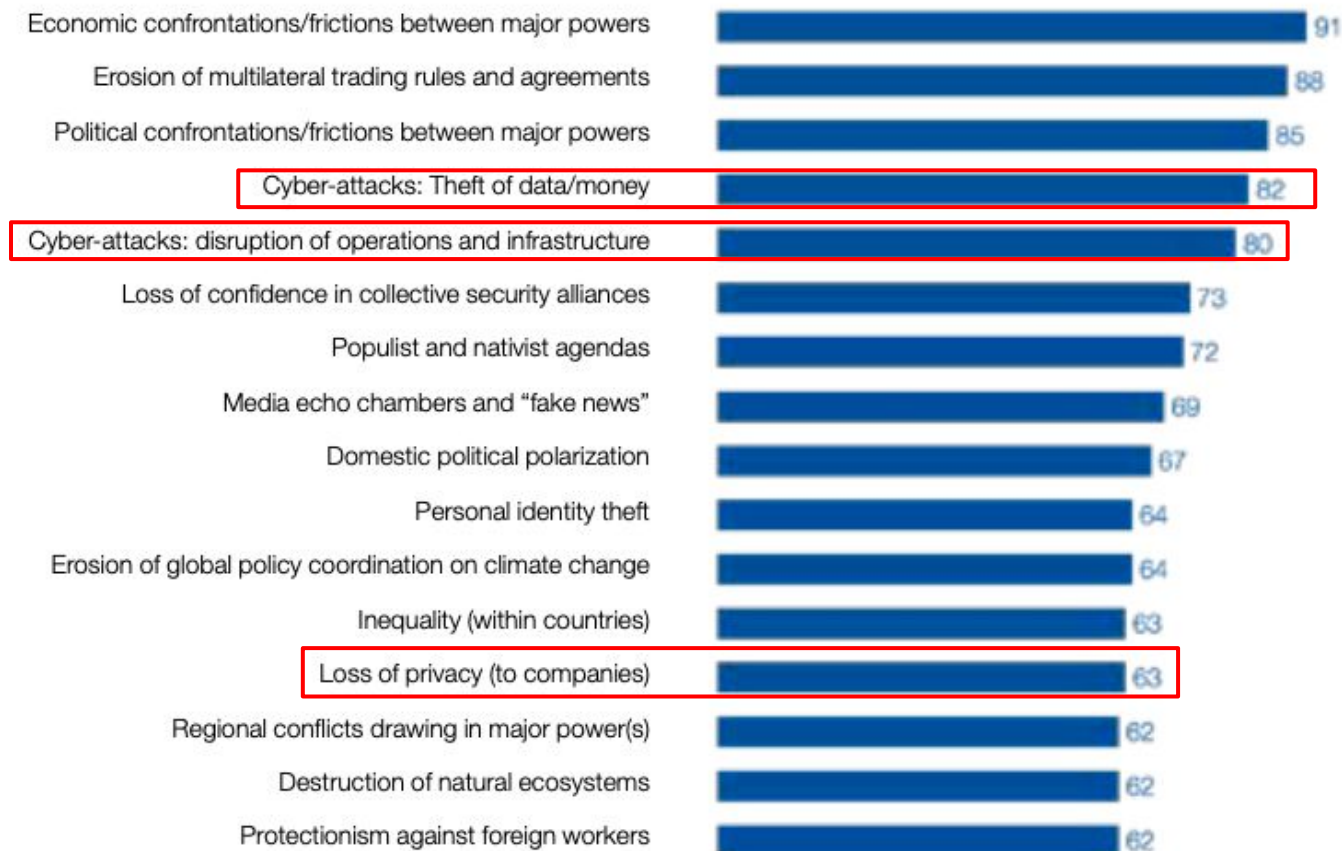 Economic confrontations/frictions between major powers 91
Erosion of multilateral trading rules and agreements 88
Political confrontations/frictions between major powers 85
Cyber-attacks: Theft of data/money 82
Cyber-attacks: disruption of operations and infrastructure 80
Loss of confidence in collective security alliances 73
Populist and nativist agendas 72
Media echo chambers and “fake news” 69
Domestic political polarization 67
Personal identity theft 64
Erosion of global policy coordination on climate change 64
Inequality (within countries) 63
Loss of privacy (to companies) 63
Regional conflicts drawing in major power(s) 62
Destruction of natural ecosystems 62
Protectionism against foreign workers 62